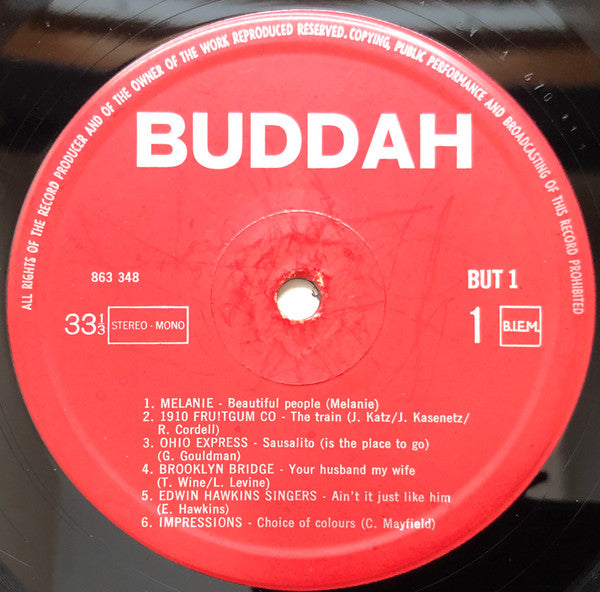 ALL RIGHTS OF THE RECORD PRODUCER AND OF THE OWNER OF THE WORK REPRODUCED RESERVED. COPYING, PUBLIC PERFORMANCE AND BROADCASTING OF THIS RECORD PROHIBITED
BUDDAH
863 348
BUT 1
33 1/3 STEREO - MONO
1 B.I.E.M.
1. MELANIE - Beautiful people (Melanie)
2. 1910 FRU!TGUM CO - The train (J. Katz/J. Kasenetz/
R. Cordell)
3. OHIO EXPRESS - Sausalito (is the place to go)
(G. Gouldman)
4. BROOKLYN BRIDGE - Your husband my wife
(T. Wine/L. Levine)
5. EDWIN HAWKINS SINGERS - Ain't it just like him
(E. Hawkins)
6. IMPRESSIONS - Choice of colours (C. Mayfield)